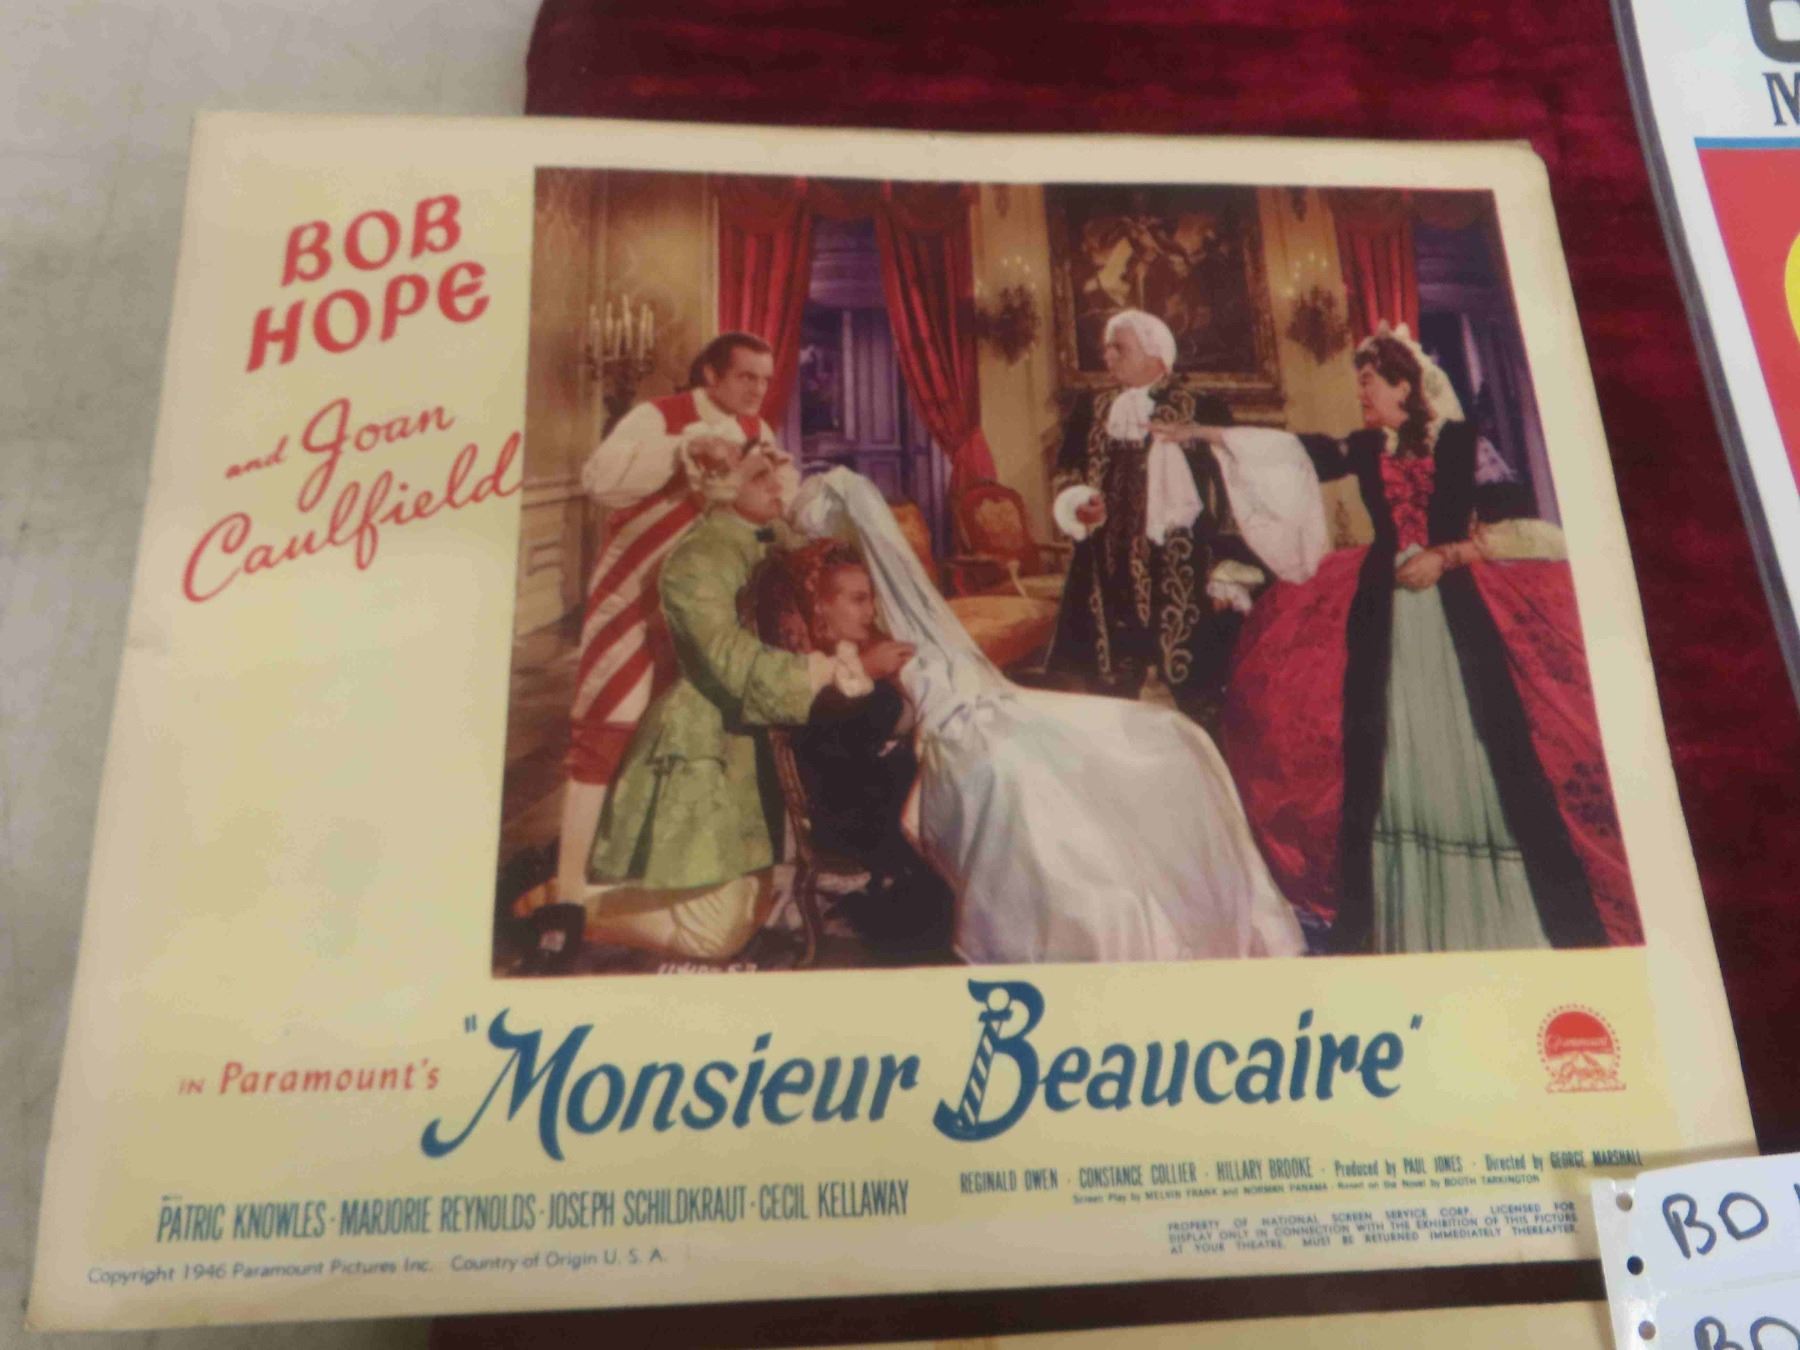 BOB
HOPE
and Joan
Caulfield
IN Paramount's "Monsieur Beaucaire"
Paramount
WITH
PATRIC KNOWLES · MARJORIE REYNOLDS · JOSEPH SCHILDKRAUT · CECIL KELLAWAY
REGINALD OWEN · CONSTANCE COLLIER · HILLARY BROOKE · Produced by PAUL JONES · Directed by GEORGE MARSHALL
Screen Play by MELVIN FRANK and NORMAN PANAMA · Based on the Novel by BOOTH TARKINGTON
Copyright 1946 Paramount Pictures Inc. Country of Origin U. S. A.
PROPERTY OF NATIONAL SCREEN SERVICE CORP. LICENSED FOR
DISPLAY ONLY IN CONNECTION WITH THE EXHIBITION OF THIS PICTURE
AT YOUR THEATRE. MUST BE RETURNED IMMEDIATELY THEREAFTER.
M
BO
BO